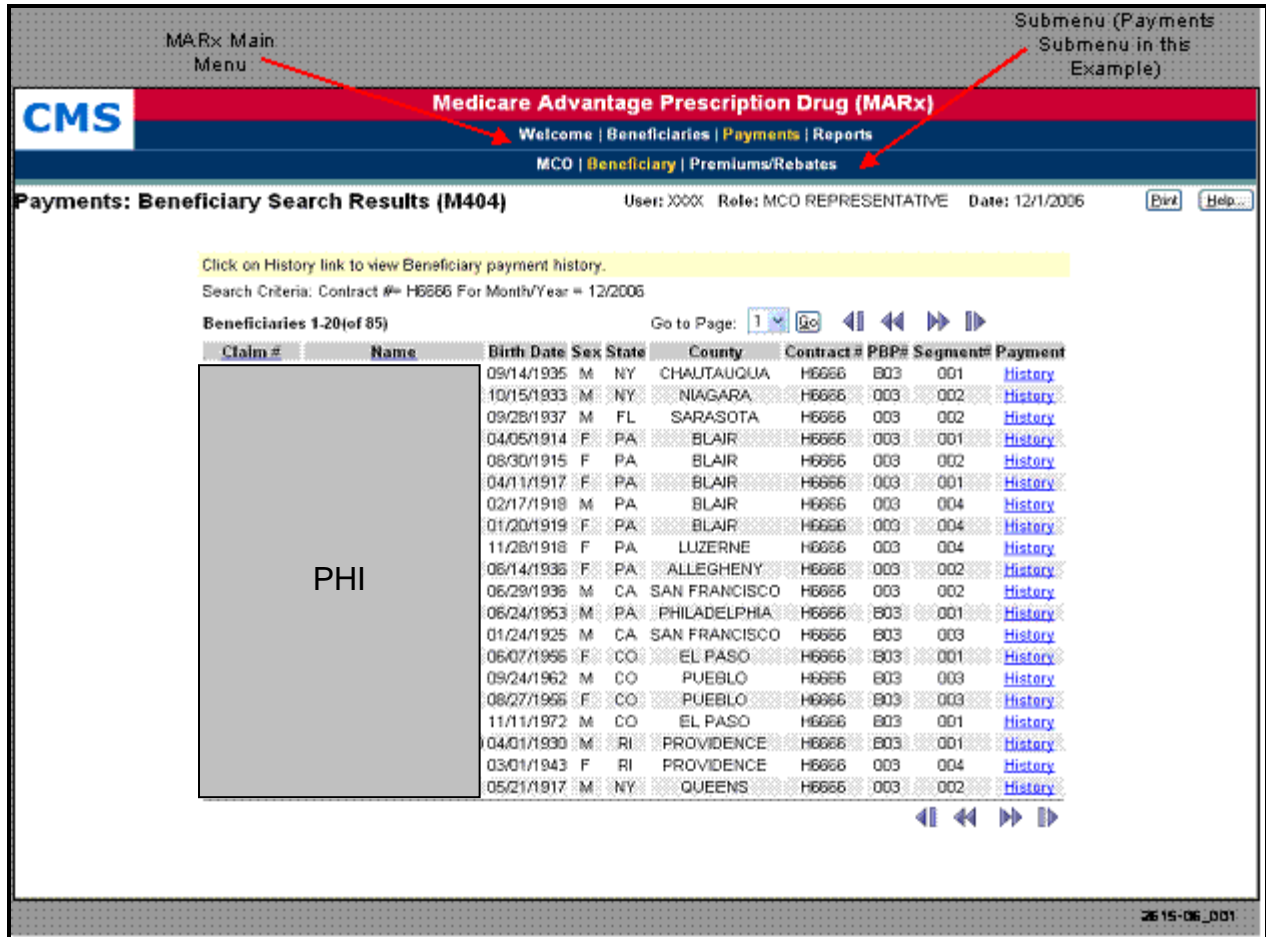 MARx Main
Menu
Submenu (Payments
Submenu in this
Example)
CMS
Medicare Advantage Prescription Drug (MARx)
Welcome | Beneficiaries | Payments | Reports
MCO | Beneficiary | Premiums/Rebates
Payments: Beneficiary Search Results (M404) User: XXXX Role: MCO REPRESENTATIVE Date: 12/1/2006 Print Help...
Click on History link to view Beneficiary payment history.
Search Criteria: Contract #= H6666 For Month/Year = 12/2006
Beneficiaries 1-20(of 85) Go to Page: 1 Go
Claim # Name Birth Date Sex State County Contract # PBP# Segment# Payment
09/14/1935 M NY CHAUTAUQUA H6666 B03 001 History
10/15/1933 M NY NIAGARA H6666 003 002 History
09/28/1937 M FL SARASOTA H6666 003 002 History
04/05/1914 F PA BLAIR H6666 003 001 History
08/30/1915 F PA BLAIR H6666 003 002 History
04/11/1917 F PA BLAIR H6666 003 001 History
02/17/1918 M PA BLAIR H6666 003 004 History
01/20/1919 F PA BLAIR H6666 003 004 History
11/28/1918 F PA LUZERNE H6666 003 004 History
PHI
06/14/1936 F PA ALLEGHENY H6666 003 002 History
06/29/1936 M CA SAN FRANCISCO H6666 003 002 History
06/24/1953 M PA PHILADELPHIA H6666 B03 001 History
01/24/1925 M CA SAN FRANCISCO H6666 B03 003 History
06/07/1956 F CO EL PASO H6666 B03 001 History
09/24/1962 M CO PUEBLO H6666 B03 003 History
08/27/1956 F CO PUEBLO H6666 B03 003 History
11/11/1972 M CO EL PASO H6666 B03 001 History
04/01/1930 M RI PROVIDENCE H6666 B03 001 History
03/01/1943 F RI PROVIDENCE H6666 003 004 History
05/21/1917 M NY QUEENS H6666 003 002 History
2615-06_001